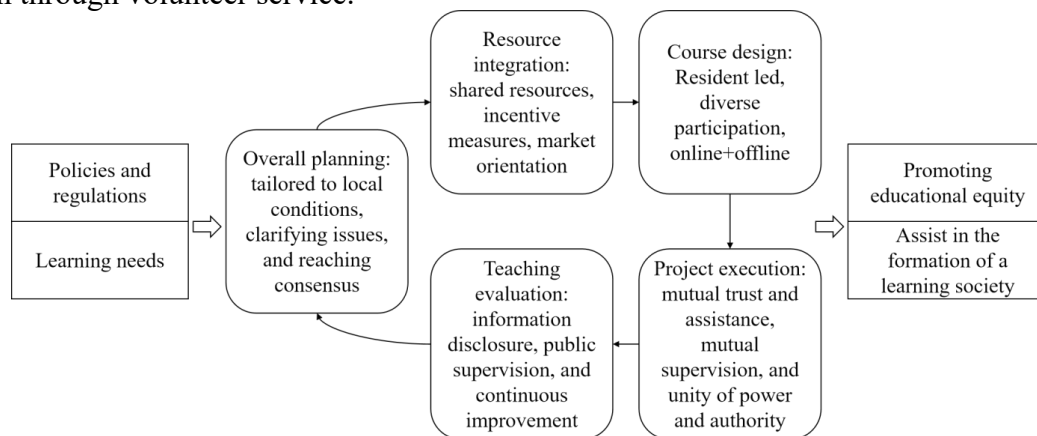 through volunteer service.
Policies and
regulations
Learning needs
Overall planning:
tailored to local
conditions,
clarifying issues,
and reaching
consensus
Resource
integration:
shared resources,
incentive
measures, market
orientation
Course design:
Resident led,
diverse
participation,
online+offline
Project execution:
mutual trust and
assistance,
mutual
supervision, and
unity of power
and authority
Teaching
evaluation:
information
disclosure, public
supervision, and
continuous
improvement
Promoting
educational equity
Assist in the
formation of a
learning society